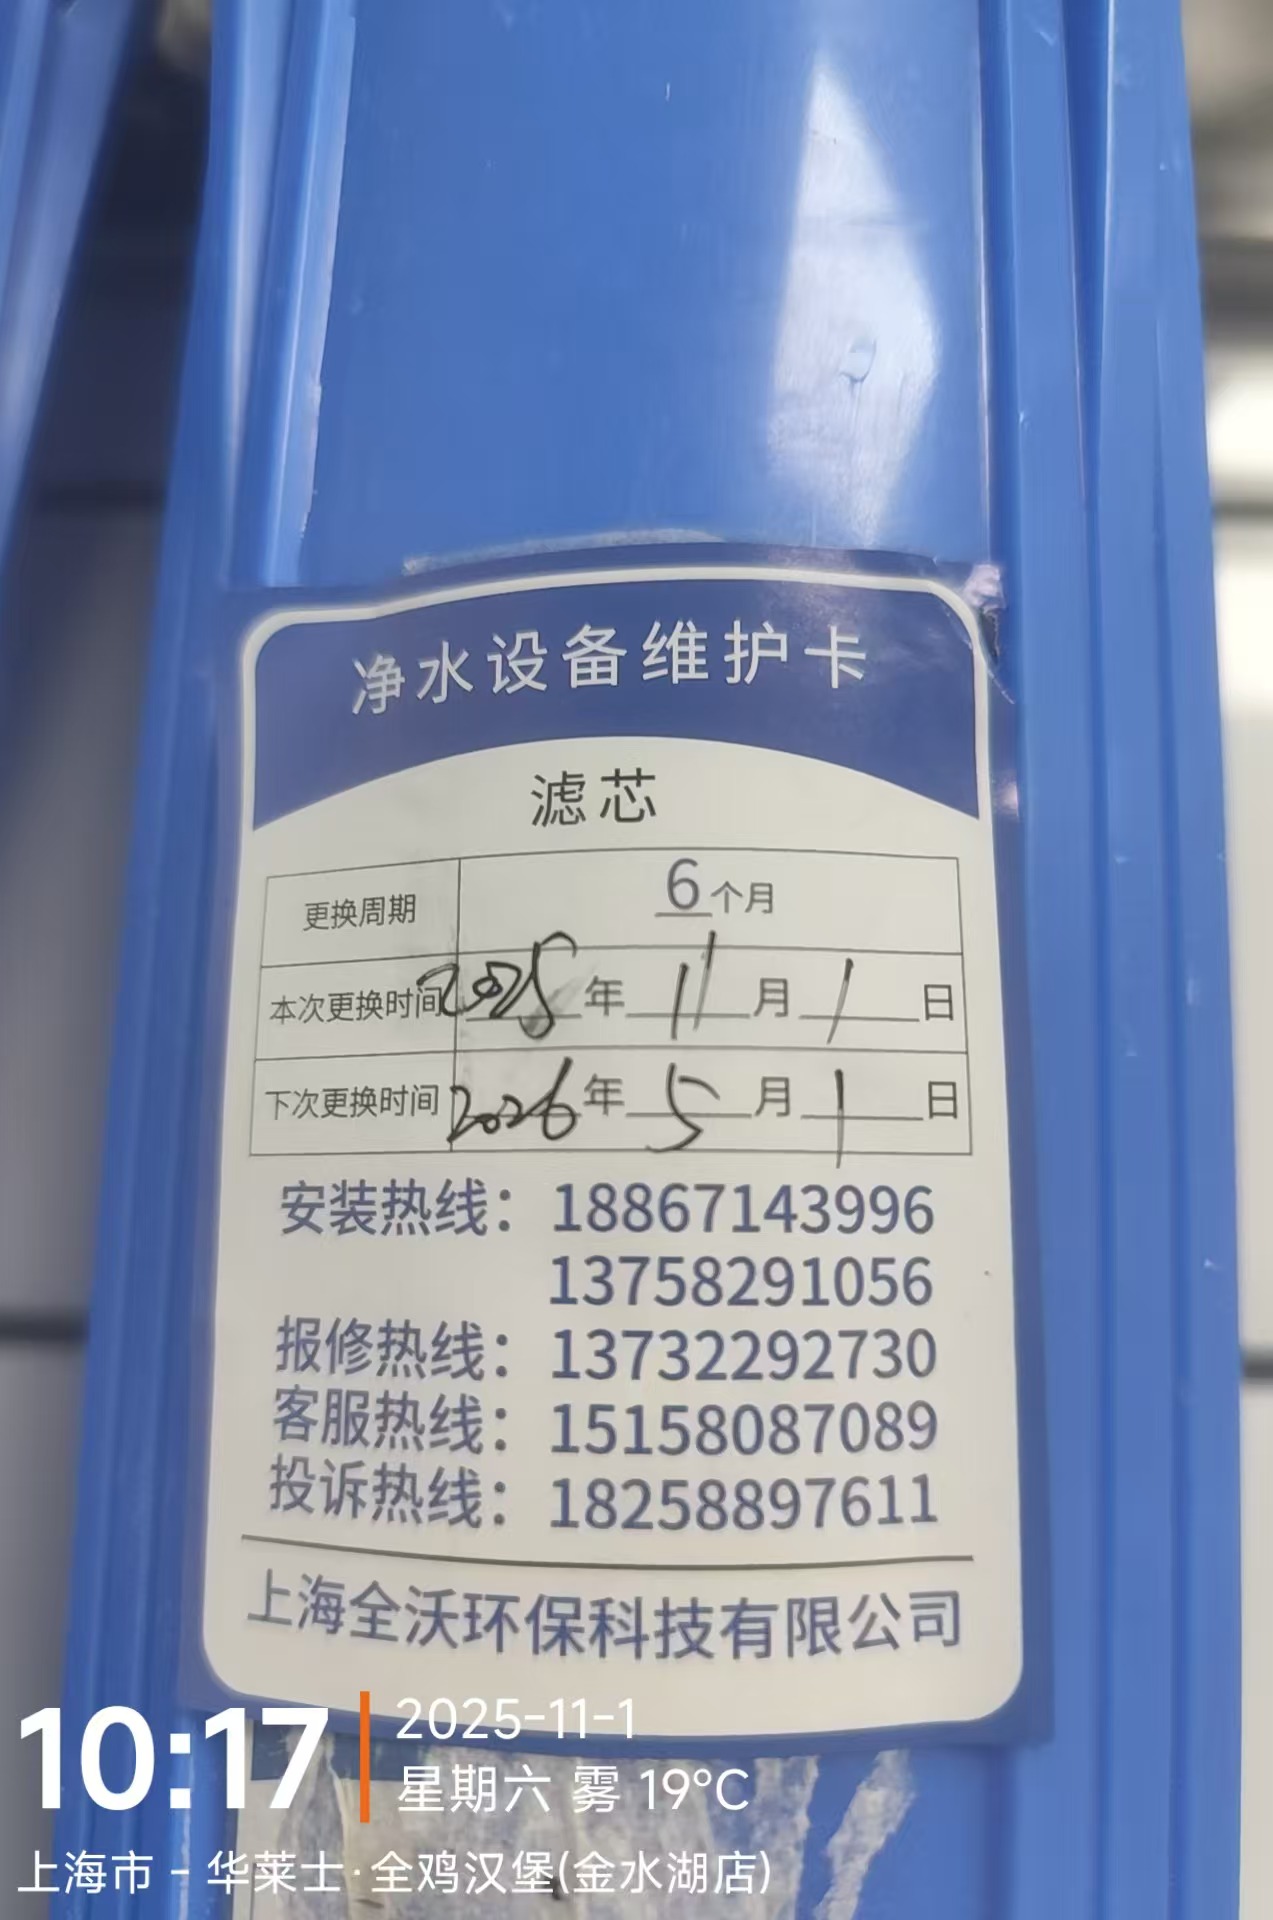 净水设备维护卡
滤芯
更换周期 6个月
本次更换时间 2025年11月1日
下次更换时间 2026年5月1日
安装热线：18867143996
13758291056
报修热线：13732292730
客服热线：15158087089
投诉热线：18258897611
上海全沃环保科技有限公司
10:17
2025-11-1
星期六 雾 19°C
上海市 - 华莱士·全鸡汉堡(金水湖店)